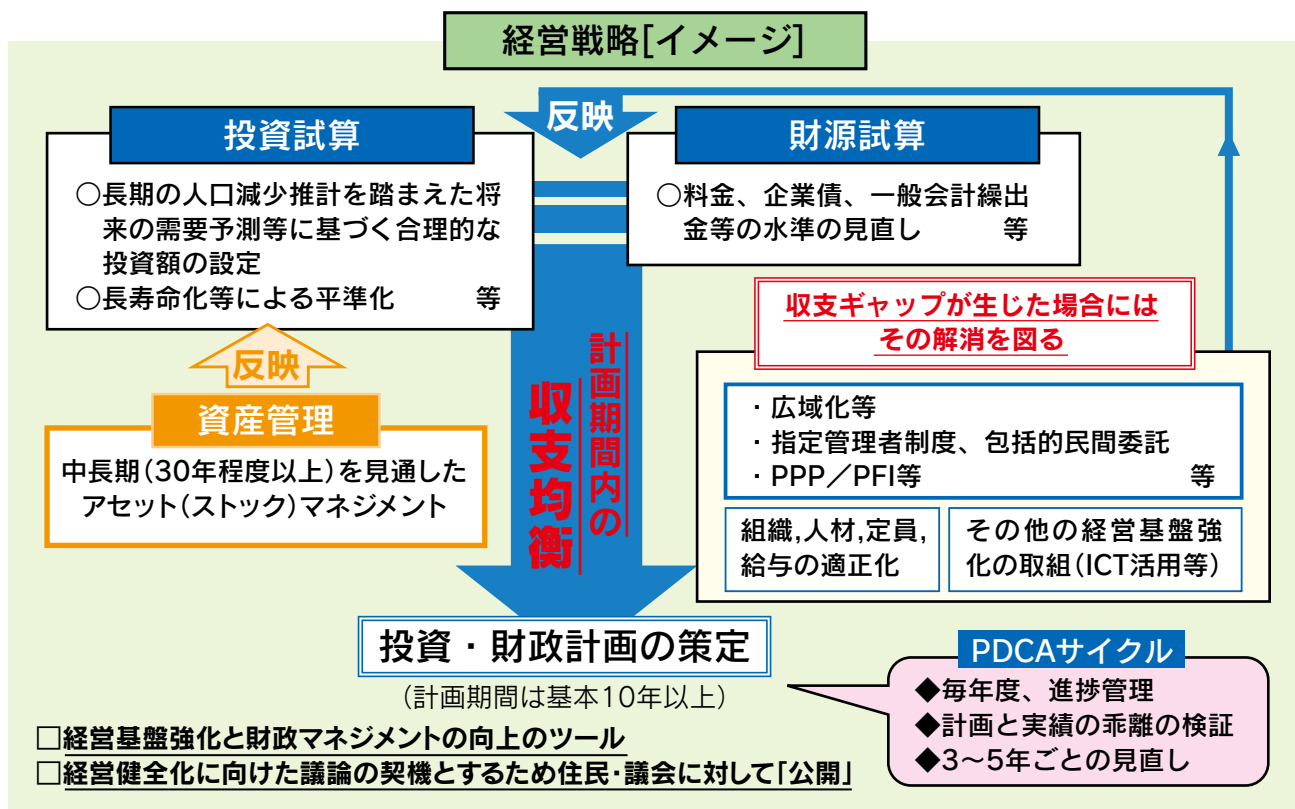 経営戦略[イメージ]
反映
投資試算
○長期の人口減少推計を踏まえた将
来の需要予測等に基づく合理的な
投資額の設定
○長寿命化等による平準化　　等
財源試算
○料金、企業債、一般会計繰出
金等の水準の見直し　　等
収支ギャップが生じた場合には
その解消を図る
・広域化等
・指定管理者制度、包括的民間委託
・PPP／PFI等　　等
組織,人材,定員,
給与の適正化
その他の経営基盤強
化の取組(ICT活用等)
反映
資産管理
中長期(30年程度以上)を見通した
アセット(ストック)マネジメント
計画期間内の
収支均衡
投資・財政計画の策定
(計画期間は基本10年以上)
PDCAサイクル
◆毎年度、進捗管理
◆計画と実績の乖離の検証
◆3～5年ごとの見直し
□経営基盤強化と財政マネジメントの向上のツール
□経営健全化に向けた議論の契機とするため住民・議会に対して「公開」